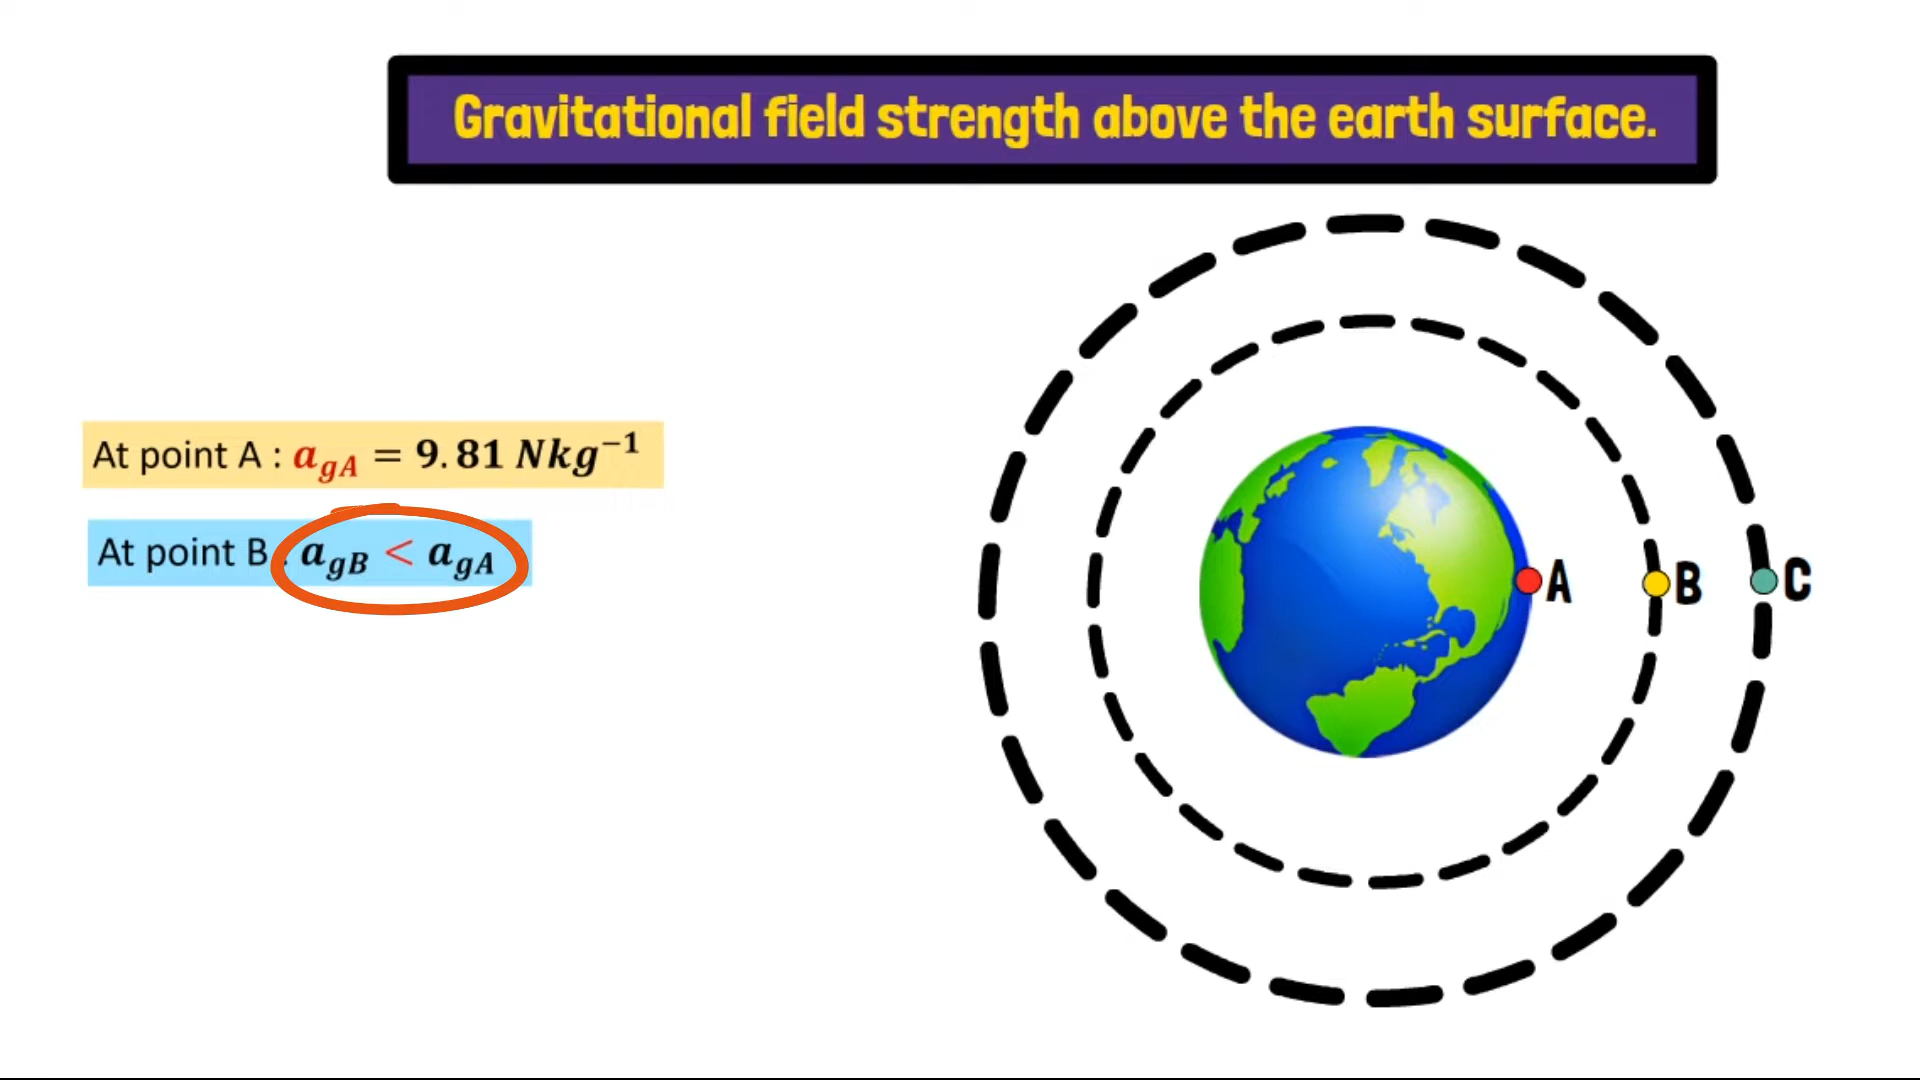 Gravitational field strength above the earth surface.
At point A : a_gA = 9.81 Nkg⁻¹
At point B : a_gB < a_gA
A
B
C